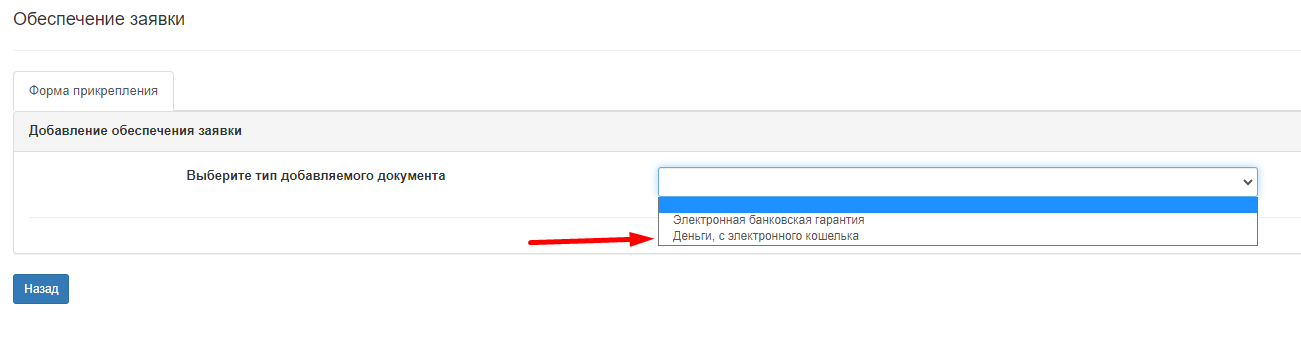 Обеспечение заявки
Форма прикрепления
Добавление обеспечения заявки
Выберите тип добавляемого документа
Электронная банковская гарантия
Деньги, с электронного кошелька
Назад